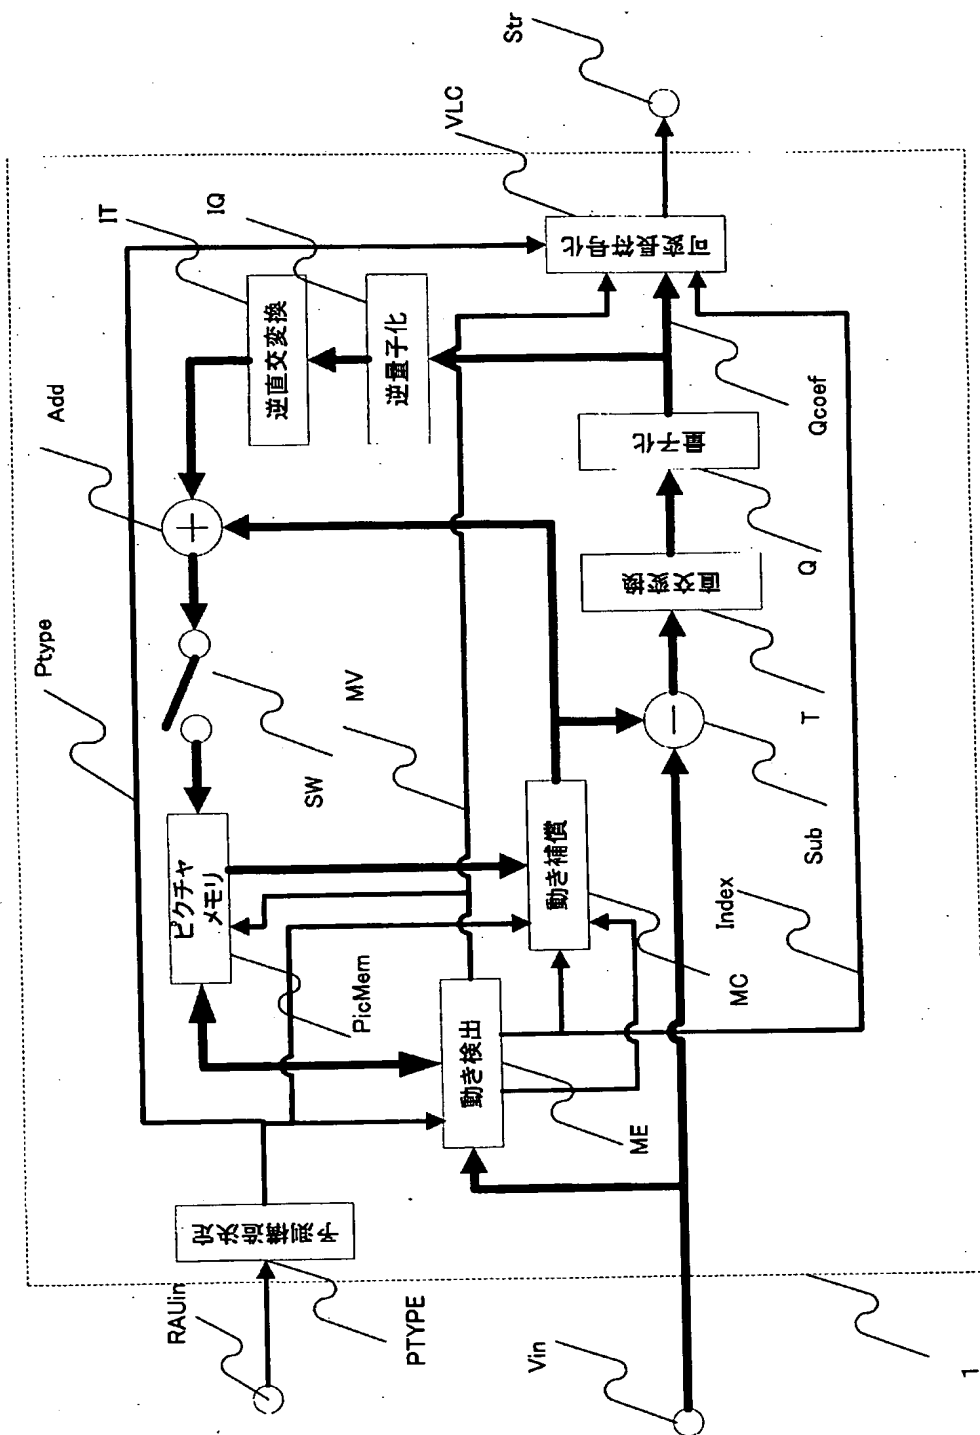 Str
VLC
IT
IQ
Add
Ptype
可変長符号化
逆直交変換
逆量子化
Qcoef
量子化
Q
直交変換
T
MV
SW
Sub
ピクチャ
メモリ
動き補償
Index
MC
PicMem
動き検出
ME
予測構造決定
RAUin
PTYPE
Vin
1